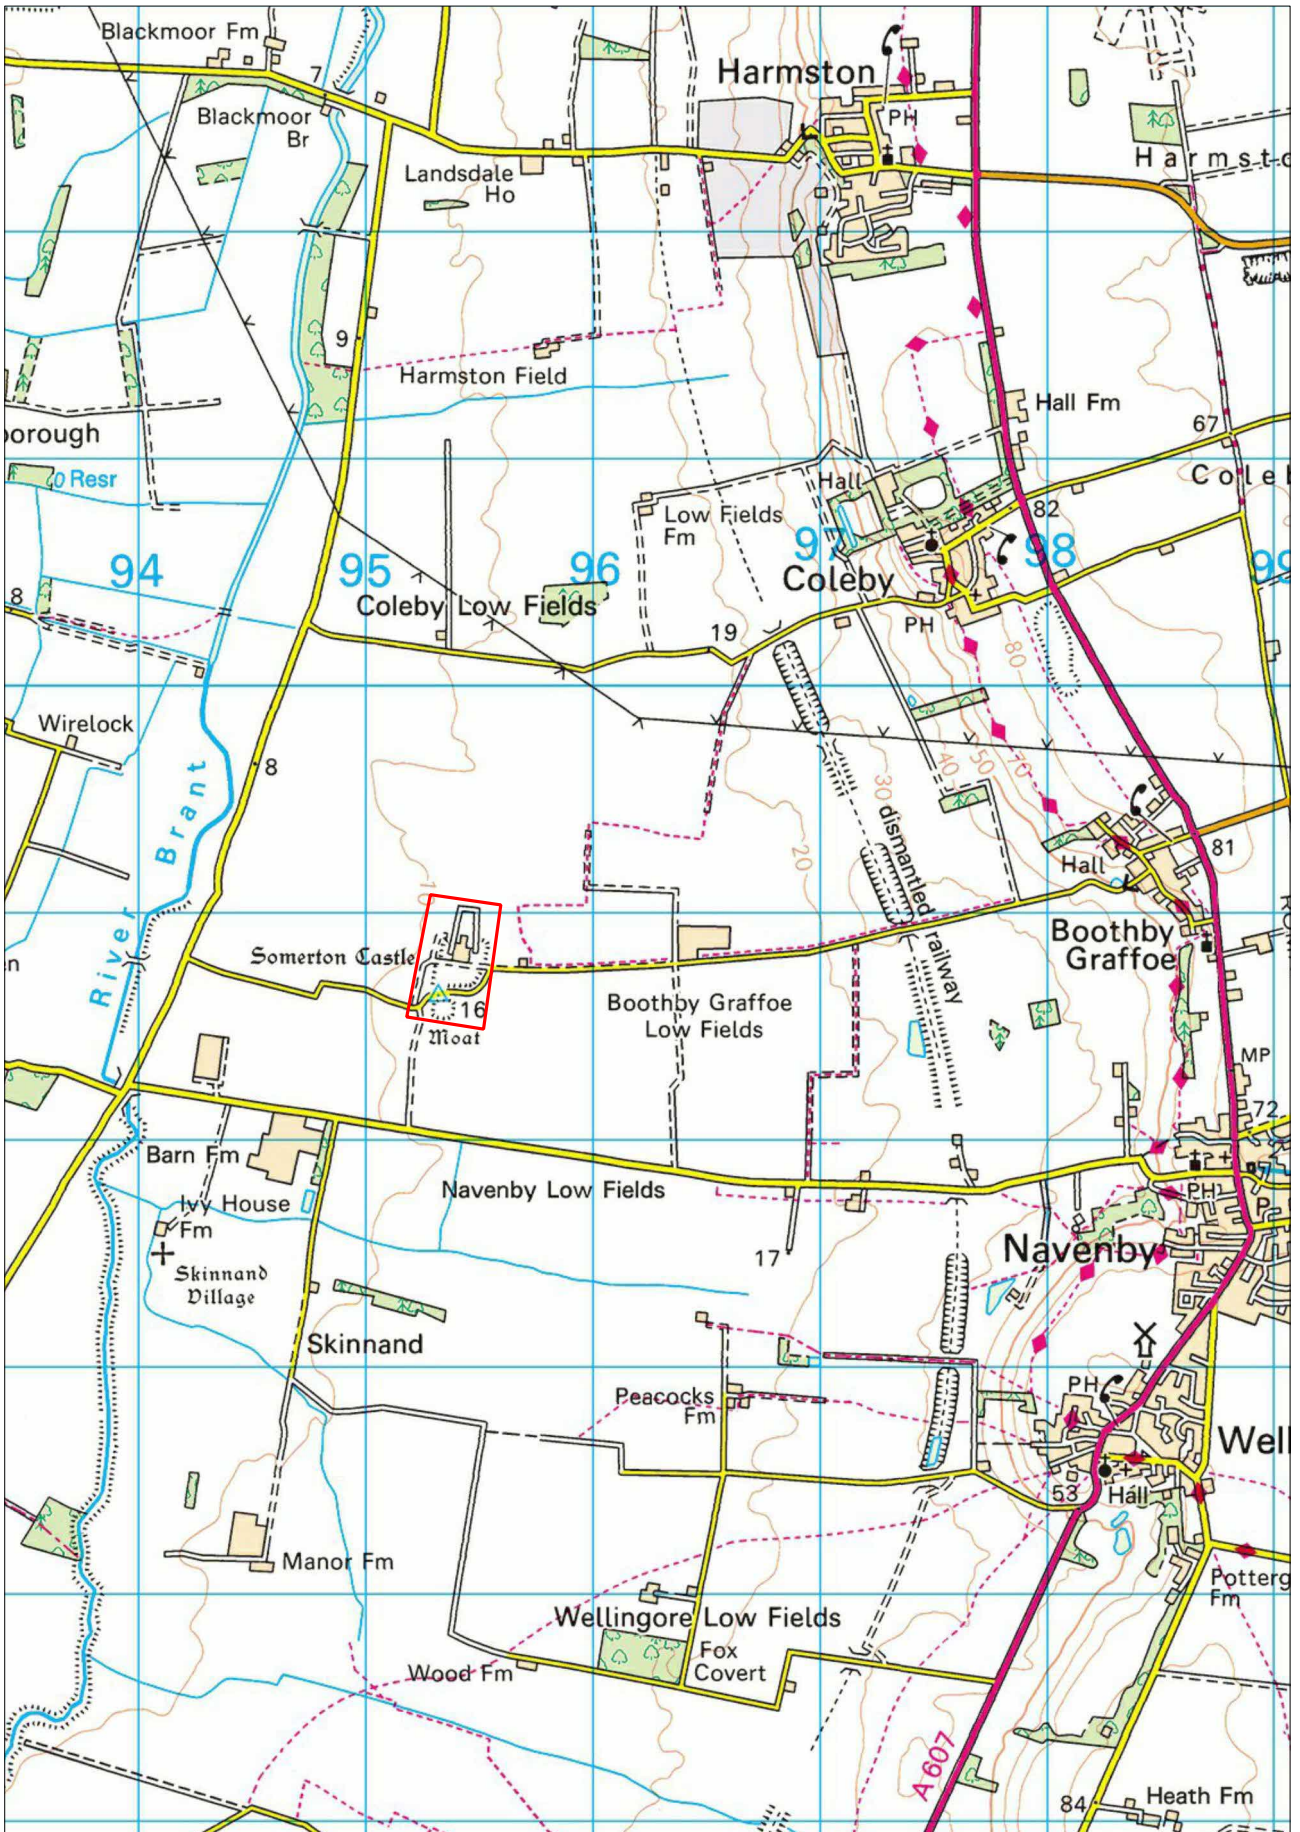 Blackmoor Fm
7
Harmston
PH
Blackmoor
Br
Landsdale
Ho
9
Harmston Field
Hall Fm
67
Hall
Resr
Low Fields
Fm
82
94
95
96
97
98
Coleby
Coleby Low Fields
8
PH
19
80
Wirelock
8
70
50
40
30
20
dismantled
railway
River Brant
Hall
81
10
Boothby
Graffoe
Somerton Castle
16
Moat
Boothby Graffoe
Low Fields
MP
72
Barn Fm
Ivy House
Fm
Navenby Low Fields
PH
P
Navenby
17
Skinnand
Village
Skinnand
PH
Peacocks
Fm
53
Hall
Manor Fm
Wellingore Low Fields
Fox
Covert
Wood Fm
A607
84
Heath Fm